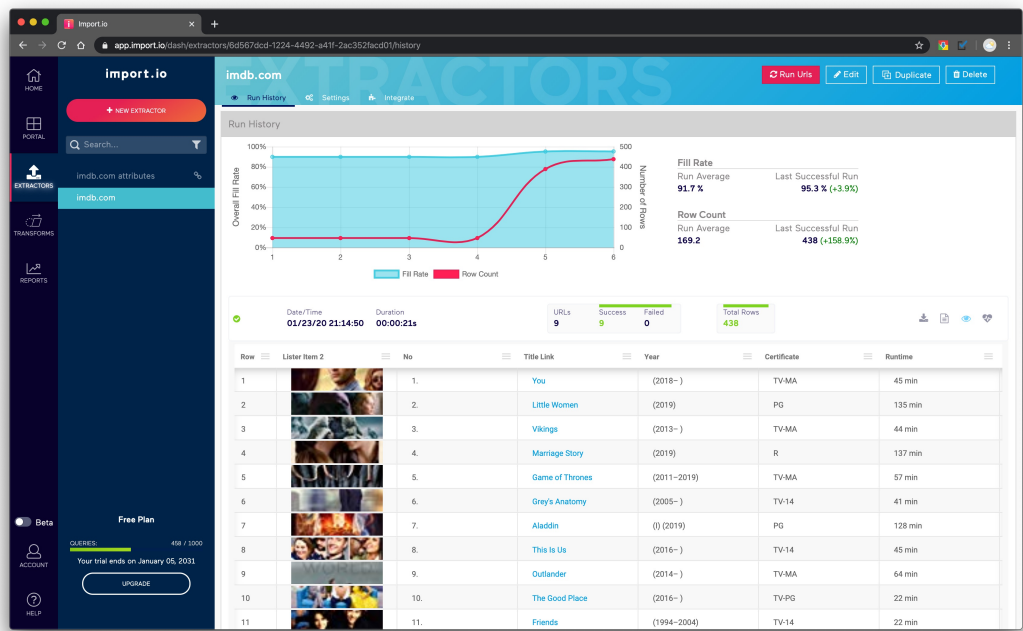 Import.io
app.import.io/dash/extractors/6d567dcd-1224-4492-a41f-2ac352facd01/history
HOME
PORTAL
EXTRACTORS
TRANSFORMS
REPORTS
Beta
ACCOUNT
HELP
import.io
+ NEW EXTRACTOR
Search...
imdb.com attributes
imdb.com
Free Plan
QUERIES: 458 / 1000
Your trial ends on January 05, 2031
UPGRADE
EXTRACTORS
imdb.com
Run Urls Edit Duplicate Delete
Run History Settings Integrate
Run History
Overall Fill Rate
100%
80%
60%
40%
20%
0%
500
400
300
200
100
0
Number of Rows
1 2 3 4 5 6
Fill Rate Row Count
Fill Rate
Run Average Last Successful Run
91.7 % 95.3 % (+3.9%)
Row Count
Run Average Last Successful Run
169.2 438 (+158.9%)
Date/Time Duration URLs Success Failed Total Rows
01/23/20 21:14:50 00:00:21s 9 9 0 438
Row Lister Item 2 No Title Link Year Certificate Runtime
1 1. You (2018– ) TV-MA 45 min
2 2. Little Women (2019) PG 135 min
3 3. Vikings (2013– ) TV-MA 44 min
4 4. Marriage Story (2019) R 137 min
5 5. Game of Thrones (2011–2019) TV-MA 57 min
6 6. Grey's Anatomy (2005– ) TV-14 41 min
7 7. Aladdin (I) (2019) PG 128 min
8 8. This Is Us (2016– ) TV-14 45 min
9 9. Outlander (2014– ) TV-MA 64 min
10 10. The Good Place (2016– ) TV-PG 22 min
11 11. Friends (1994–2004) TV-14 22 min